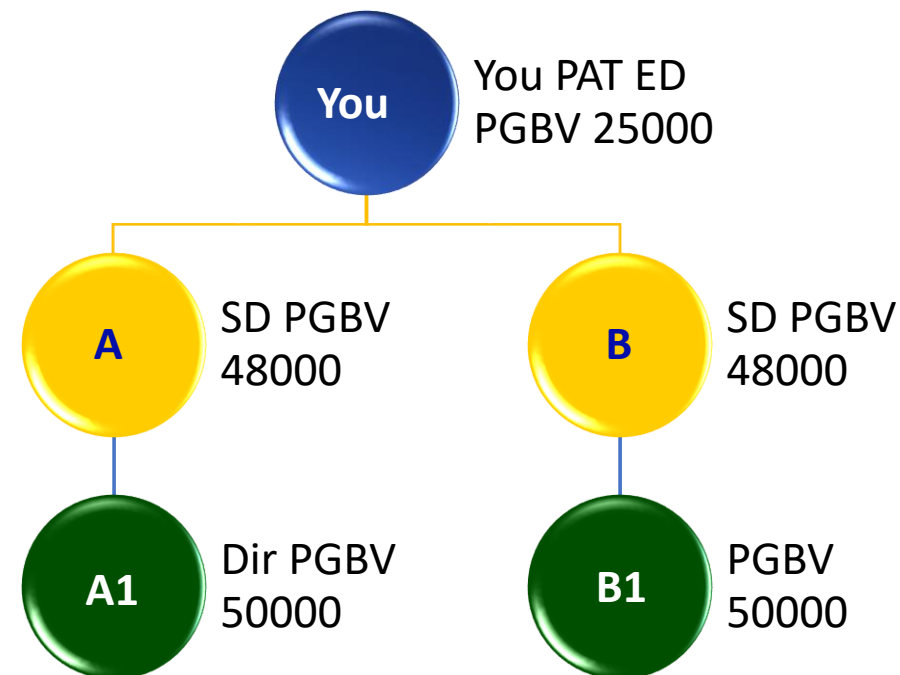 You
You PAT ED
PGBV 25000
A
SD PGBV
48000
B
SD PGBV
48000
A1
Dir PGBV
50000
B1
PGBV
50000